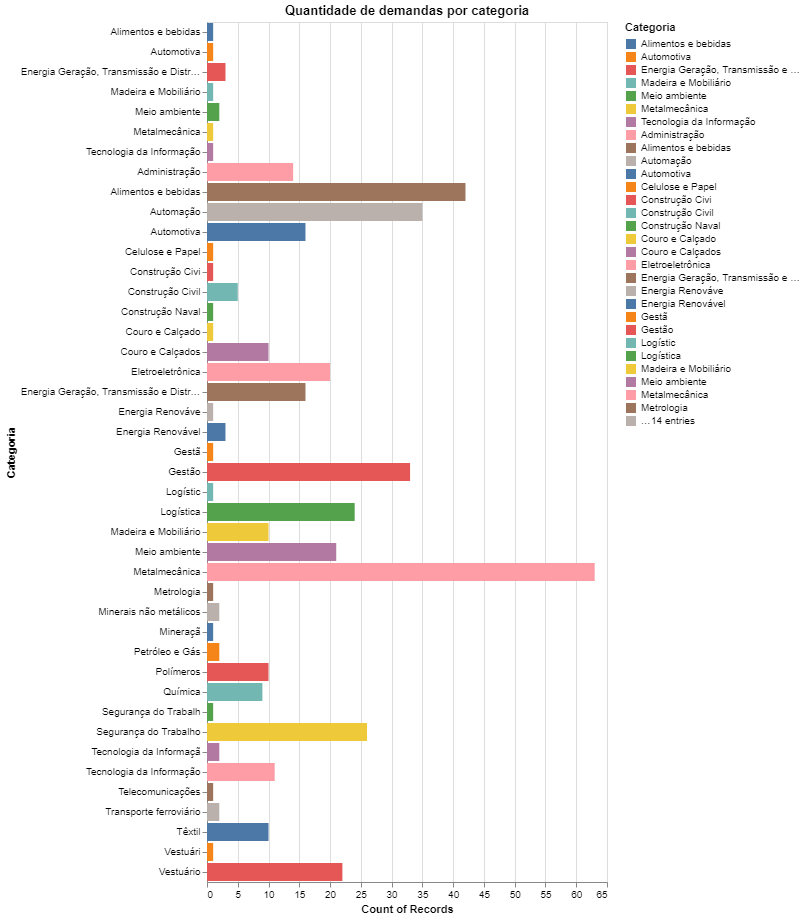 Quantidade de demandas por categoria
Alimentos e bebidas
Automotiva
Energia Geração, Transmissão e Distr…
Madeira e Mobiliário
Meio ambiente
Metalmecânica
Tecnologia da Informação
Administração
Alimentos e bebidas
Automação
Automotiva
Celulose e Papel
Construção Civi
Construção Civil
Construção Naval
Couro e Calçado
Couro e Calçados
Eletroeletrônica
Energia Geração, Transmissão e Distr…
Energia Renováve
Energia Renovável
Gestã
Gestão
Logístic
Logística
Madeira e Mobiliário
Meio ambiente
Metalmecânica
Metrologia
Minerais não metálicos
Mineraçã
Petróleo e Gás
Polímeros
Química
Segurança do Trabalh
Segurança do Trabalho
Tecnologia da Informaçã
Tecnologia da Informação
Telecomunicações
Transporte ferroviário
Têxtil
Vestuári
Vestuário
Categoria
0 5 10 15 20 25 30 35 40 45 50 55 60 65
Count of Records
Categoria
Alimentos e bebidas
Automotiva
Energia Geração, Transmissão e …
Madeira e Mobiliário
Meio ambiente
Metalmecânica
Tecnologia da Informação
Administração
Alimentos e bebidas
Automação
Automotiva
Celulose e Papel
Construção Civi
Construção Civil
Construção Naval
Couro e Calçado
Couro e Calçados
Eletroeletrônica
Energia Geração, Transmissão e …
Energia Renováve
Energia Renovável
Gestã
Gestão
Logístic
Logística
Madeira e Mobiliário
Meio ambiente
Metalmecânica
Metrologia
…14 entries